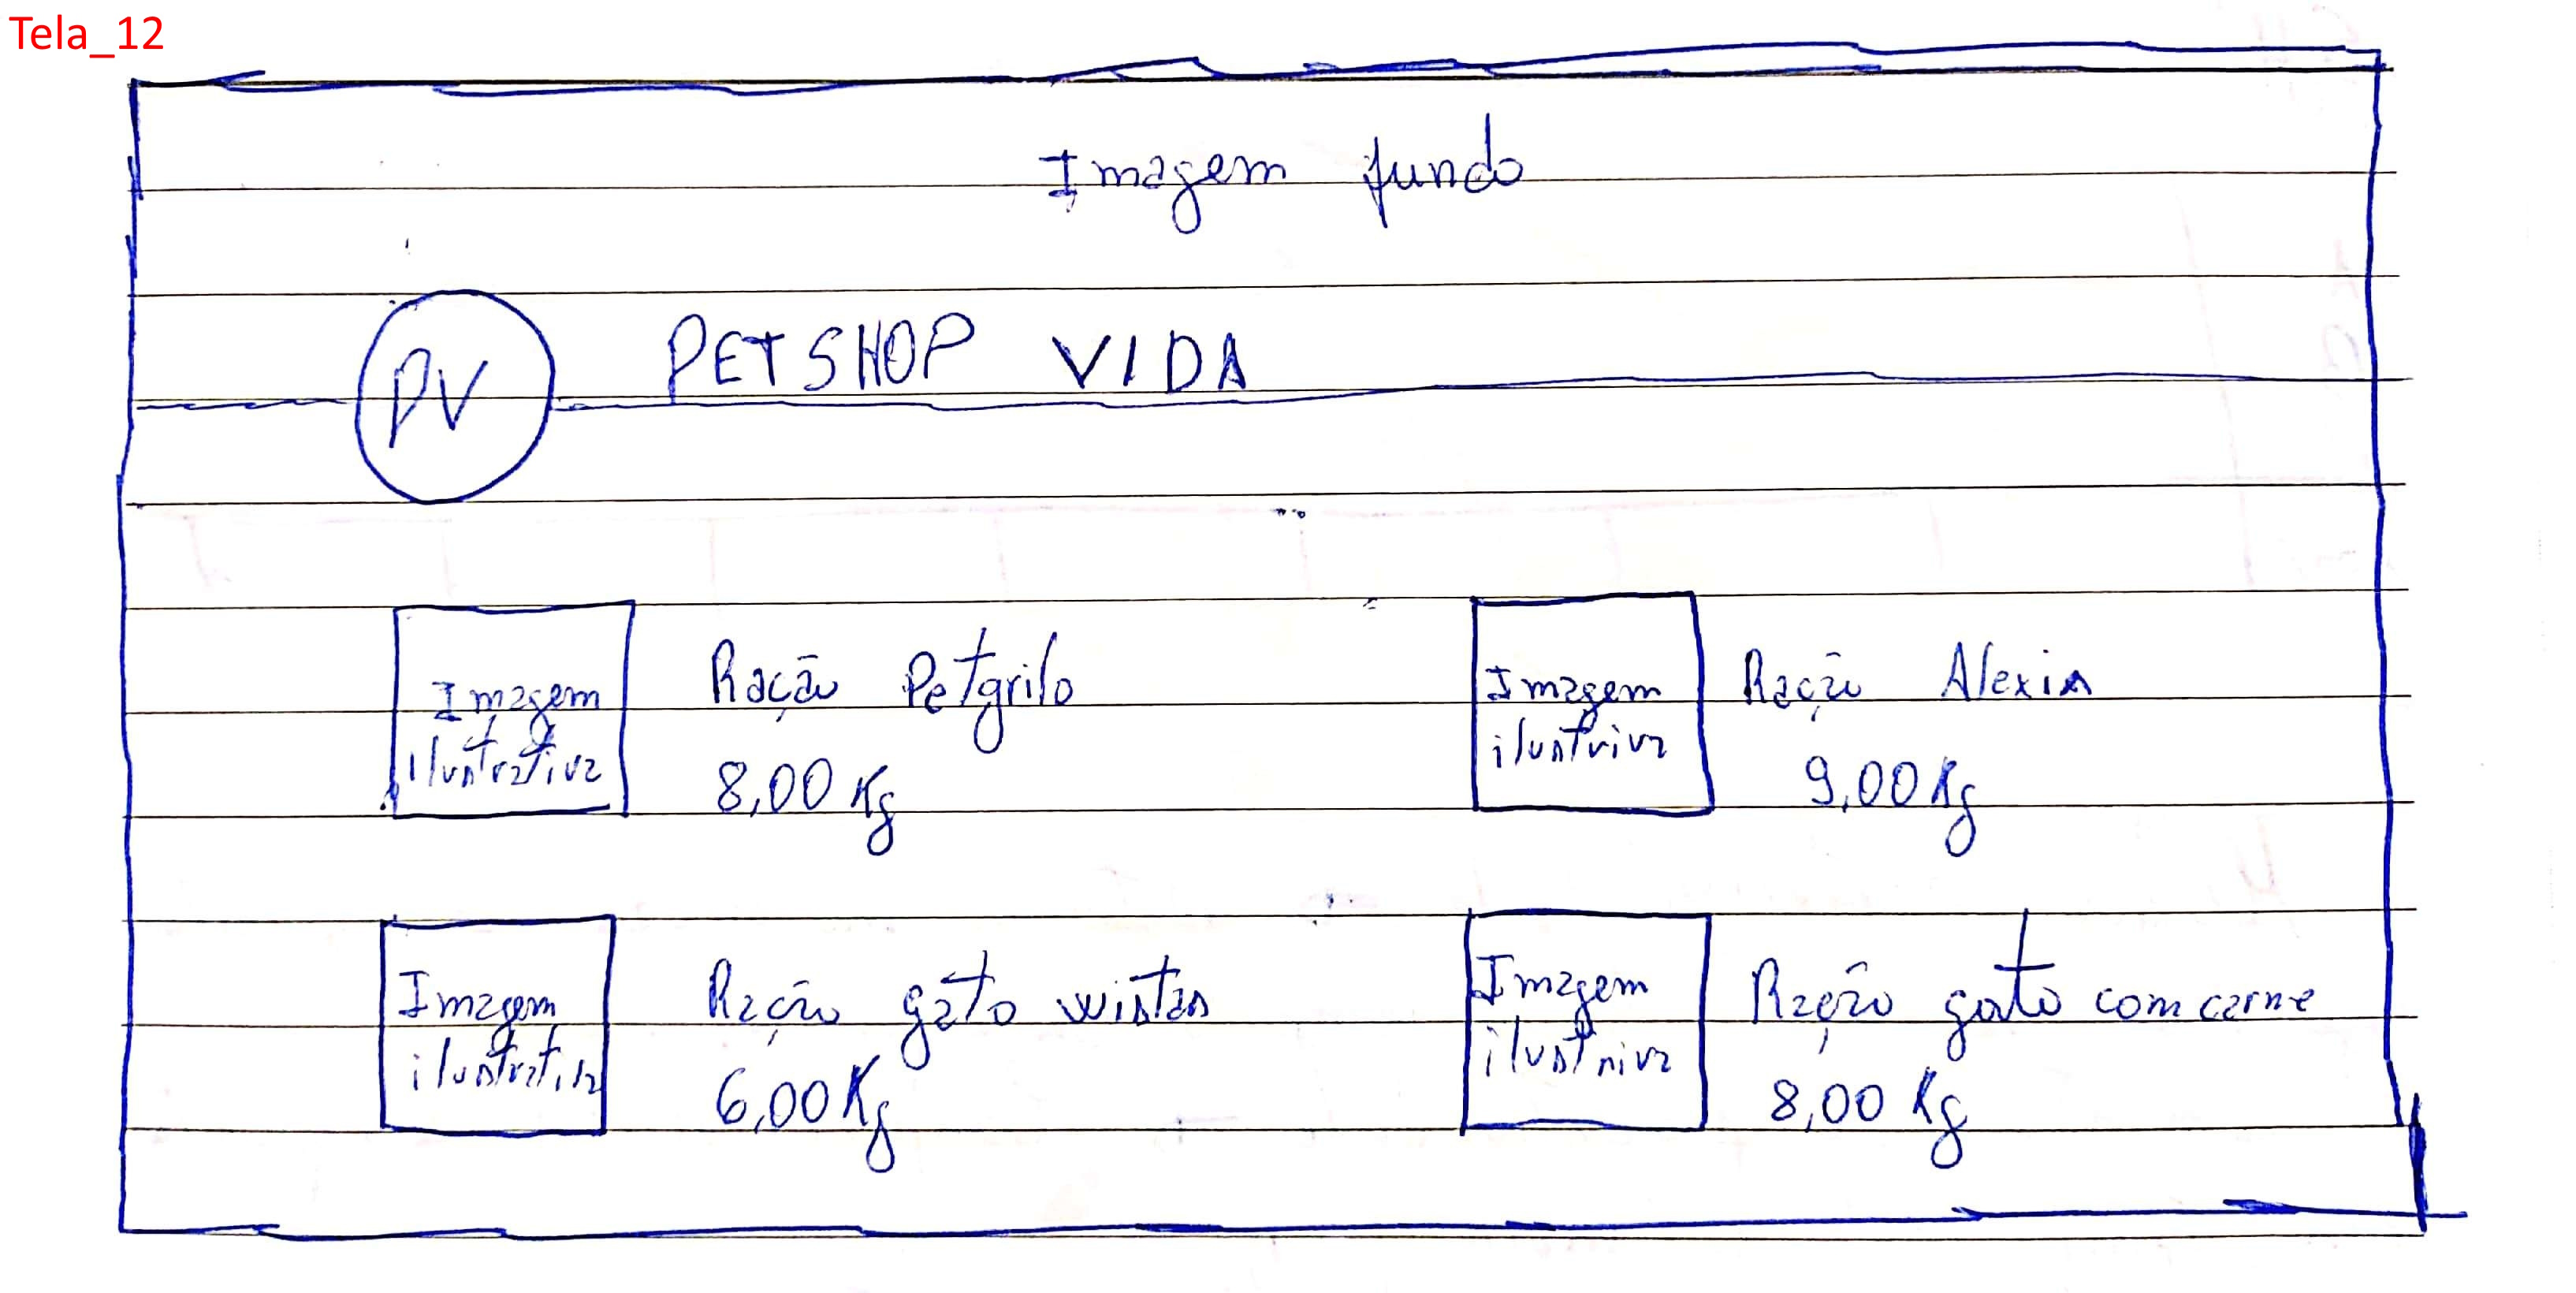 Tela_12
Imagem fundo
PV
PETSHOP VIDA
Imagem
ilustrativa
Ração Petgrilo
8,00 Kg
Imagem
ilustriva
Ração Alexia
9,00 Kg
Imagem
ilustrativa
Ração gato
6,00 Kg
Imagem
ilustriva
Ração gato com carne
8,00 Kg